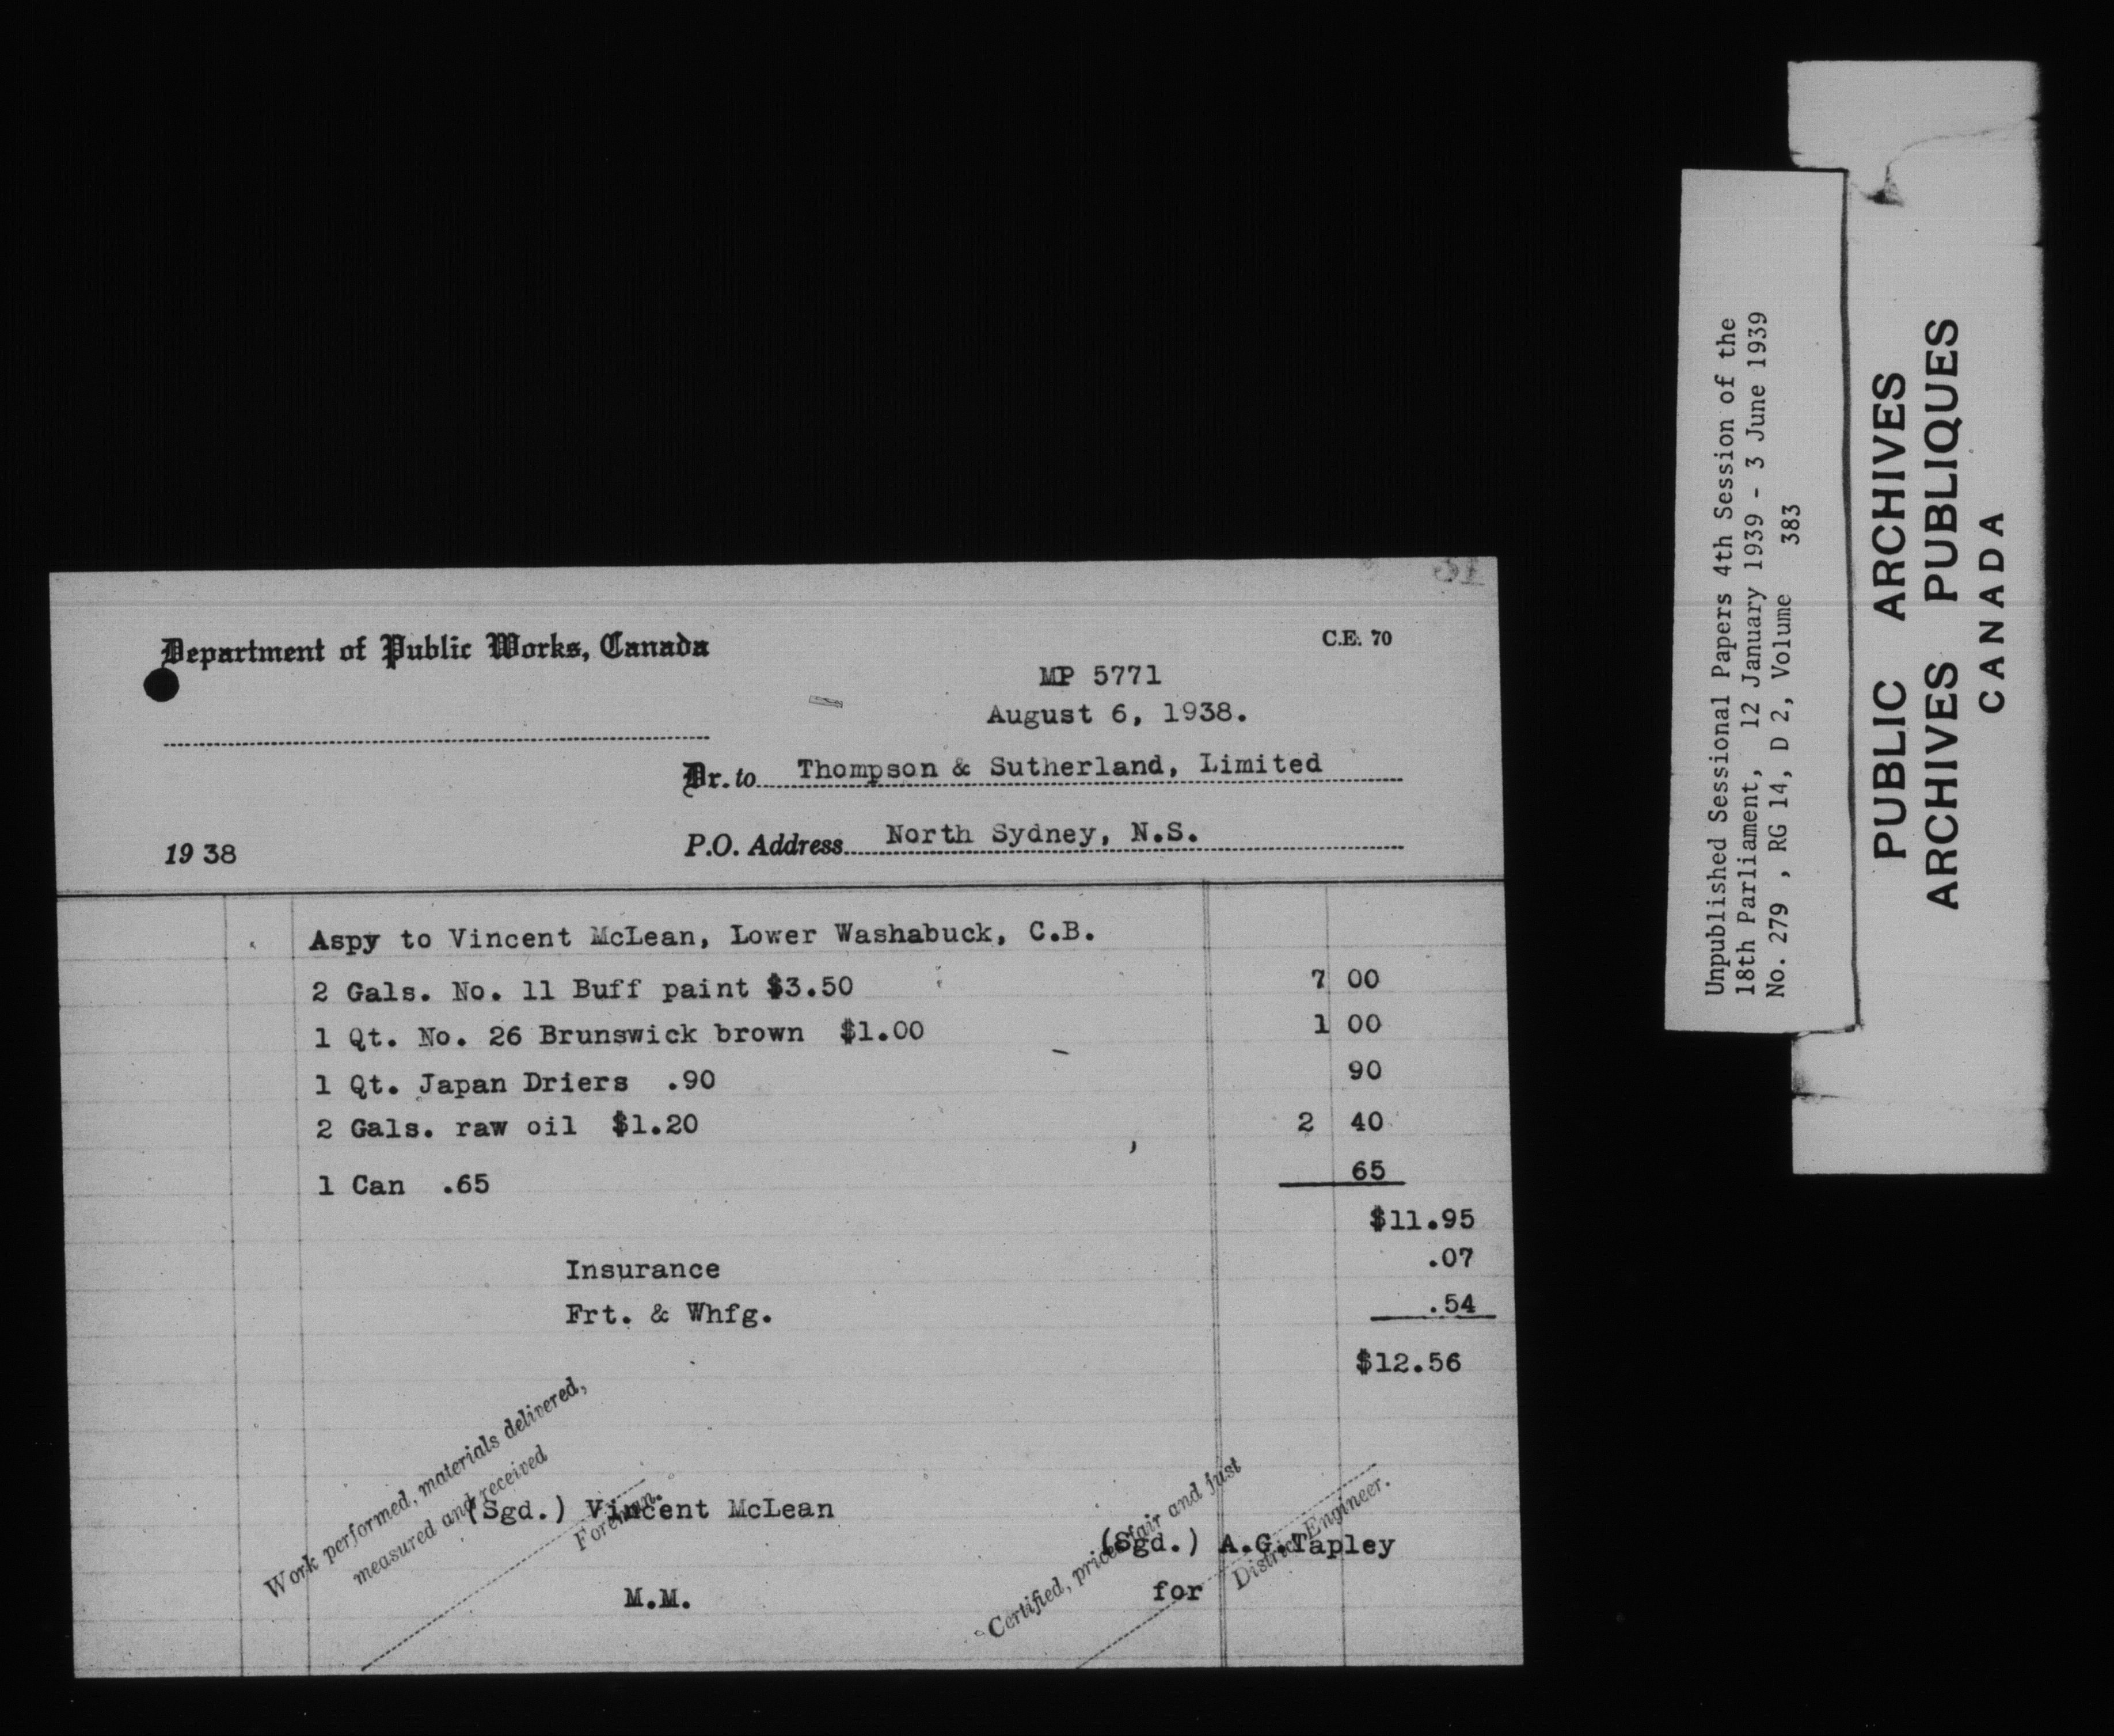 Department of Public Works, Canada
C.E. 70
MP 5771
August 6, 1938.
Dr. to Thompson & Sutherland, Limited
1938
P.O. Address North Sydney, N.S.
Aspy to Vincent McLean, Lower Washabuck, C.B.
2 Gals. No. 11 Buff paint $3.50 7 00
1 Qt. No. 26 Brunswick brown $1.00 1 00
1 Qt. Japan Driers .90 90
2 Gals. raw oil $1.20 2 40
1 Can .65 65
$11.95
Insurance .07
Frt. & Whfg. .54
$12.56
Work performed, materials delivered,
measured and received
(Sgd.) Vincent McLean
Foreman.
M.M.
Certified, prices fair and just
(Sgd.) A.G.Tapley
for
District Engineer.
Unpublished Sessional Papers 4th Session of the
18th Parliament, 12 January 1939 - 3 June 1939
No. 279 , RG 14, D 2, Volume 383
PUBLIC ARCHIVES
ARCHIVES PUBLIQUES
CANADA